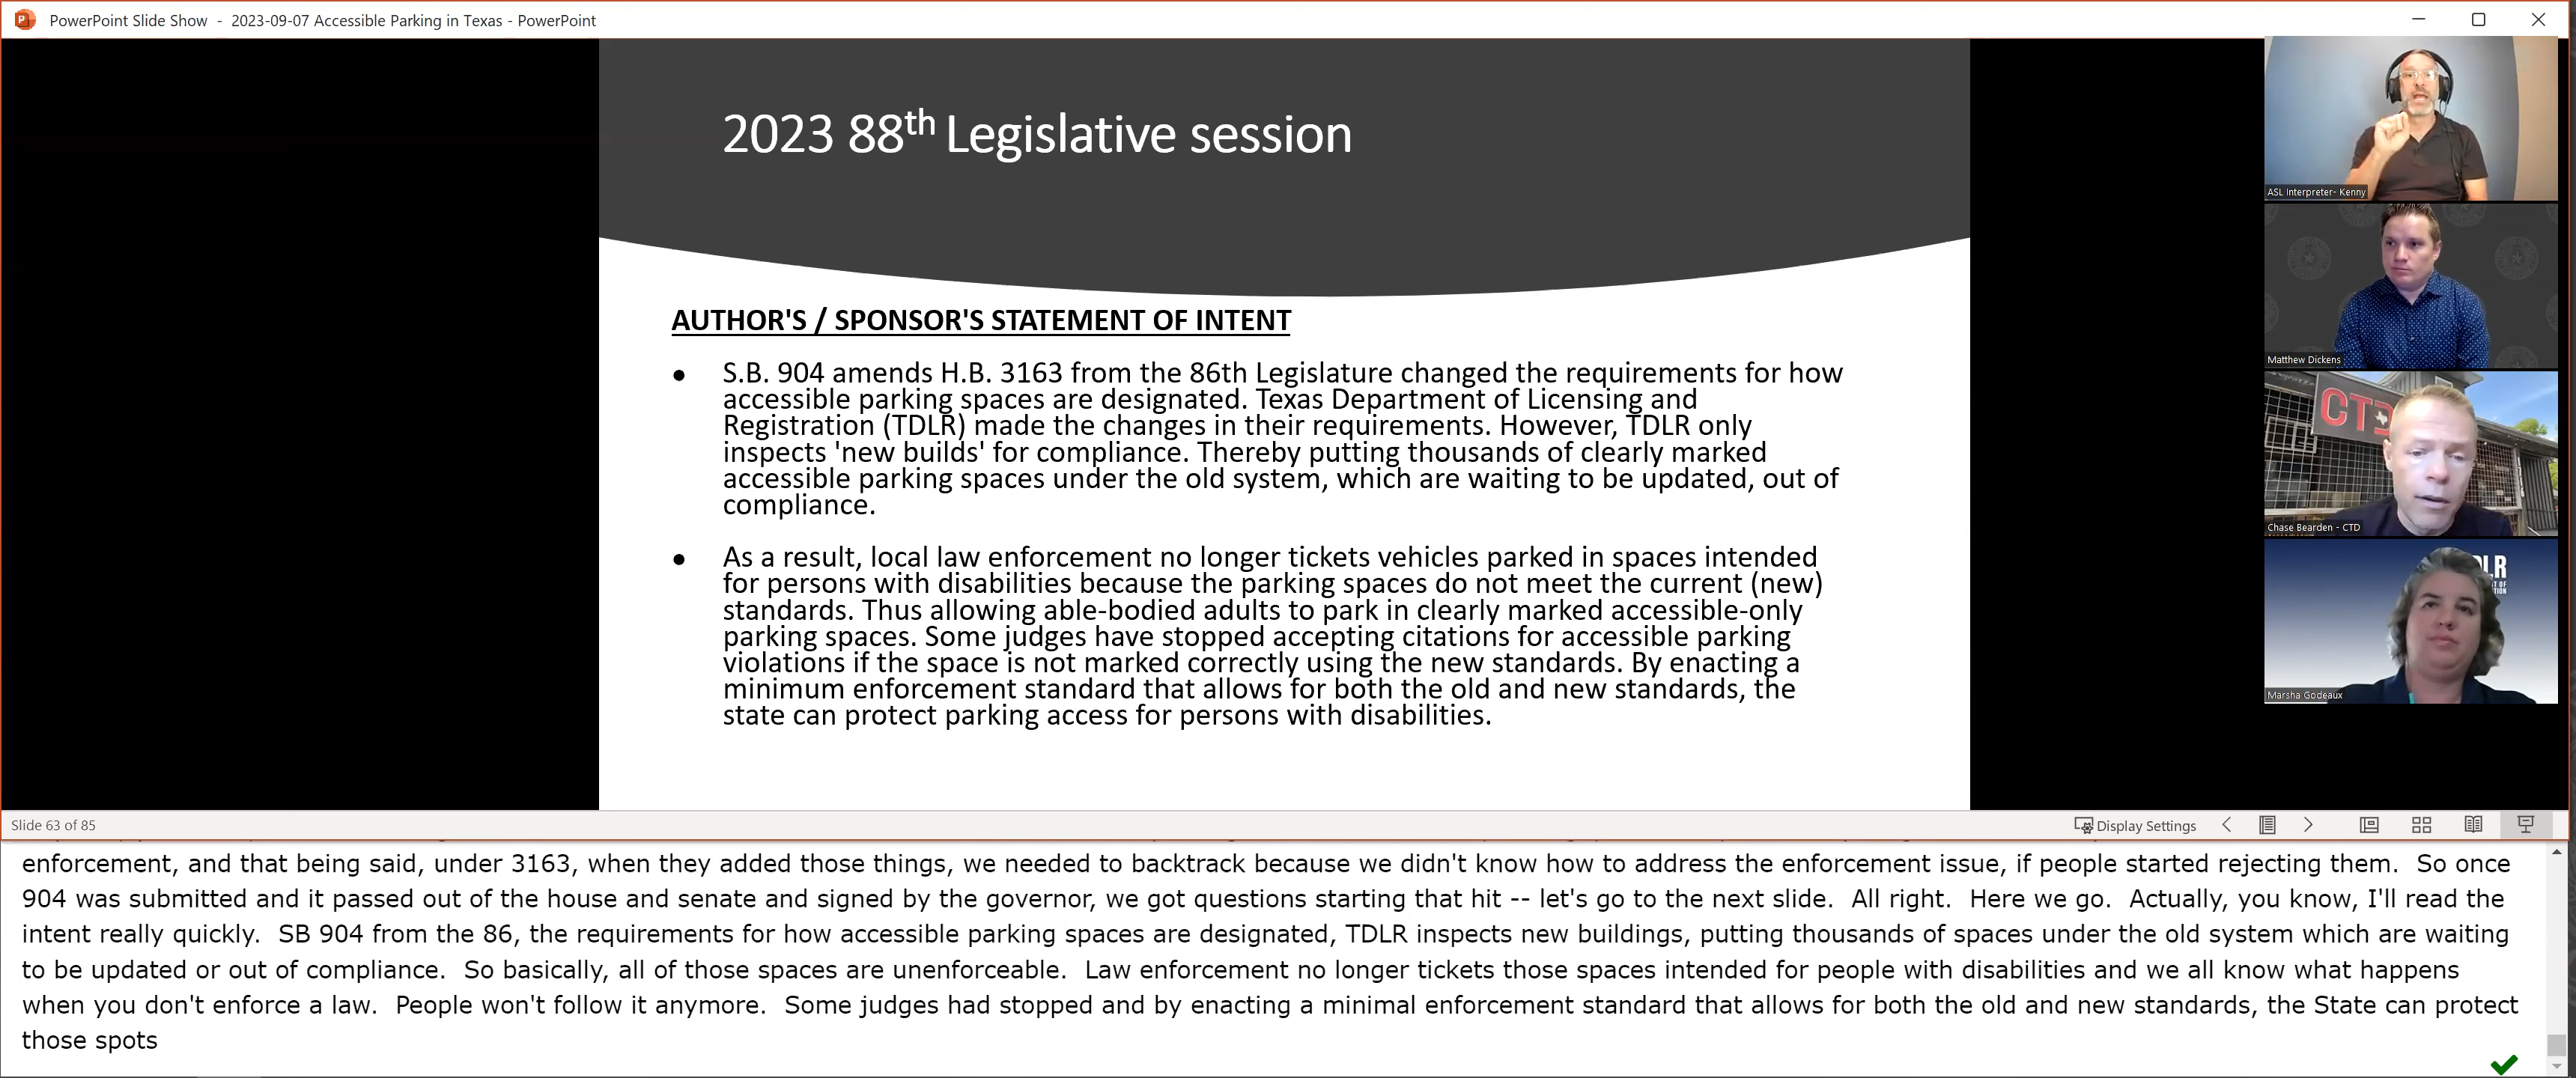 PowerPoint Slide Show - 2023-09-07 Accessible Parking in Texas - PowerPoint
2023 88th Legislative session
AUTHOR'S / SPONSOR'S STATEMENT OF INTENT
● S.B. 904 amends H.B. 3163 from the 86th Legislature changed the requirements for how
accessible parking spaces are designated. Texas Department of Licensing and
Registration (TDLR) made the changes in their requirements. However, TDLR only
inspects 'new builds' for compliance. Thereby putting thousands of clearly marked
accessible parking spaces under the old system, which are waiting to be updated, out of
compliance.
● As a result, local law enforcement no longer tickets vehicles parked in spaces intended
for persons with disabilities because the parking spaces do not meet the current (new)
standards. Thus allowing able-bodied adults to park in clearly marked accessible-only
parking spaces. Some judges have stopped accepting citations for accessible parking
violations if the space is not marked correctly using the new standards. By enacting a
minimum enforcement standard that allows for both the old and new standards, the
state can protect parking access for persons with disabilities.
ASL Interpreter- Kenny
Matthew Dickens
CTD
Chase Bearden - CTD
Marsha Godeaux
Slide 63 of 85
Display Settings
enforcement, and that being said, under 3163, when they added those things, we needed to backtrack because we didn't know how to address the enforcement issue, if people started rejecting them. So once
904 was submitted and it passed out of the house and senate and signed by the governor, we got questions starting that hit -- let's go to the next slide. All right. Here we go. Actually, you know, I'll read the
intent really quickly. SB 904 from the 86, the requirements for how accessible parking spaces are designated, TDLR inspects new buildings, putting thousands of spaces under the old system which are waiting
to be updated or out of compliance. So basically, all of those spaces are unenforceable. Law enforcement no longer tickets those spaces intended for people with disabilities and we all know what happens
when you don't enforce a law. People won't follow it anymore. Some judges had stopped and by enacting a minimal enforcement standard that allows for both the old and new standards, the State can protect
those spots